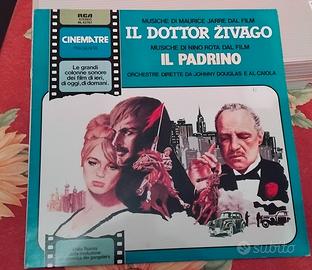 RCA
MUSICHE DI MAURICE JARRE DAL FILM
IL DOTTOR ŽIVAGO
MUSICHE DI NINO ROTA DAL FILM
IL PADRINO
ORCHESTRE DIRETTE DA JOHNNY DOUGLAS E AL CAIOLA
CINEMATRE
Le grandi
colonne sonore
dei film di ieri,
di oggi, di domani.
subito